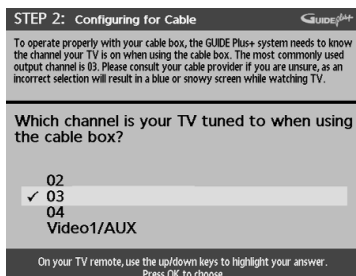 STEP 2: Configuring for Cable
GUIDEplus+
To operate properly with your cable box, the GUIDE Plus+ system needs to know
the channel your TV is on when using the cable box. The most commonly used
output channel is 03. Please consult your cable provider if you are unsure, as an
incorrect selection will result in a blue or snowy screen while watching TV.
Which channel is your TV tuned to when using
the cable box?
02
✓ 03
04
Video1/AUX
On your TV remote, use the up/down keys to highlight your answer.
Press OK to choose